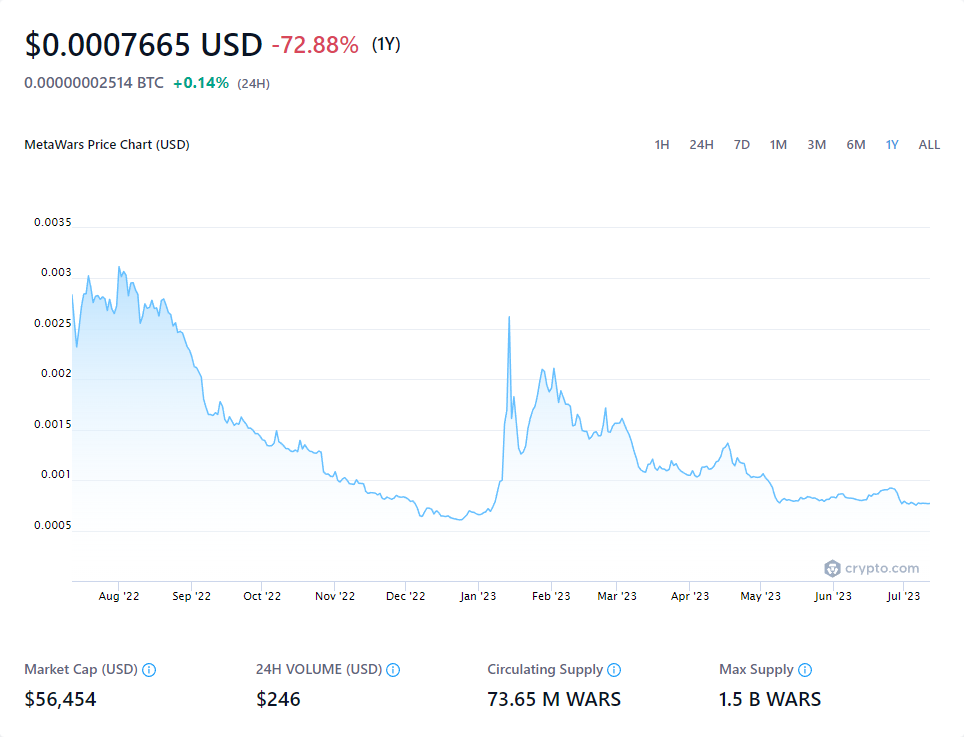 $0.0007665 USD -72.88% (1Y)
0.00000002514 BTC +0.14% (24H)
MetaWars Price Chart (USD) 1H 24H 7D 1M 3M 6M 1Y ALL
0.0035
0.003
0.0025
0.002
0.0015
0.001
0.0005
crypto.com
Aug '22 Sep '22 Oct '22 Nov '22 Dec '22 Jan '23 Feb '23 Mar '23 Apr '23 May '23 Jun '23 Jul '23
Market Cap (USD) 24H VOLUME (USD) Circulating Supply Max Supply
$56,454 $246 73.65 M WARS 1.5 B WARS